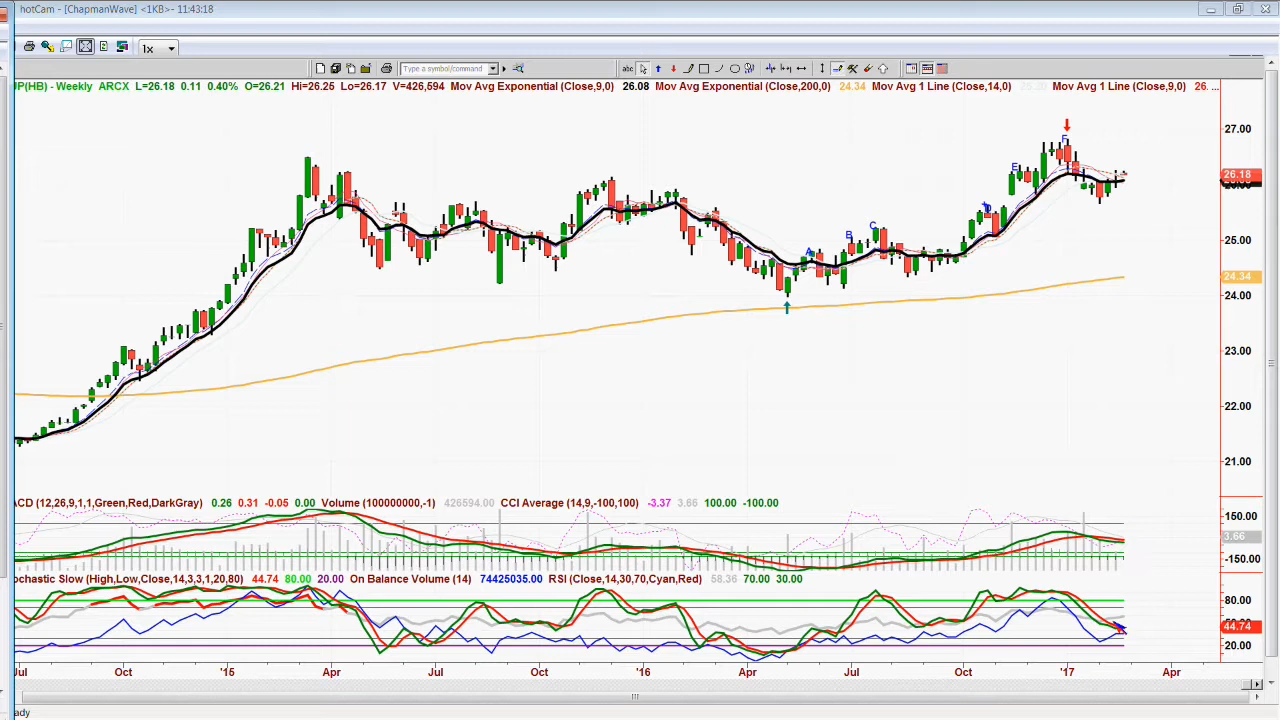 hotCam - [ChapmanWave] <1KB>- 11:43:18
1x
Type a symbol/command
abc
JP(HB) - Weekly ARCX L=26.18 0.11 0.40% O=26.21 Hi=26.25 Lo=26.17 V=426,594 Mov Avg Exponential (Close,9,0) 26.08 Mov Avg Exponential (Close,200,0) 24.34 Mov Avg 1 Line (Close,14,0) Mov Avg 1 Line (Close,9,0) 26. ...
27.00
F
E
26.18
26.00
D
C
B
25.00
A
24.34
24.00
23.00
22.00
21.00
ACD (12,26,9,1,1,Green,Red,DarkGray) 0.26 0.31 -0.05 0.00 Volume (100000000,-1) 426594.00 CCI Average (14,9,-100,100) -3.37 3.66 100.00 -100.00
160.00
3.66
-150.00
ochastic Slow (High,Low,Close,14,3,3,1,20,80) 44.74 80.00 20.00 On Balance Volume (14) 74425035.00 RSI (Close,14,30,70,Cyan,Red) 58.36 70.00 30.00
80.00
44.74
20.00
Jul Oct '15 Apr Jul Oct '16 Apr Jul Oct '17 Apr
ady